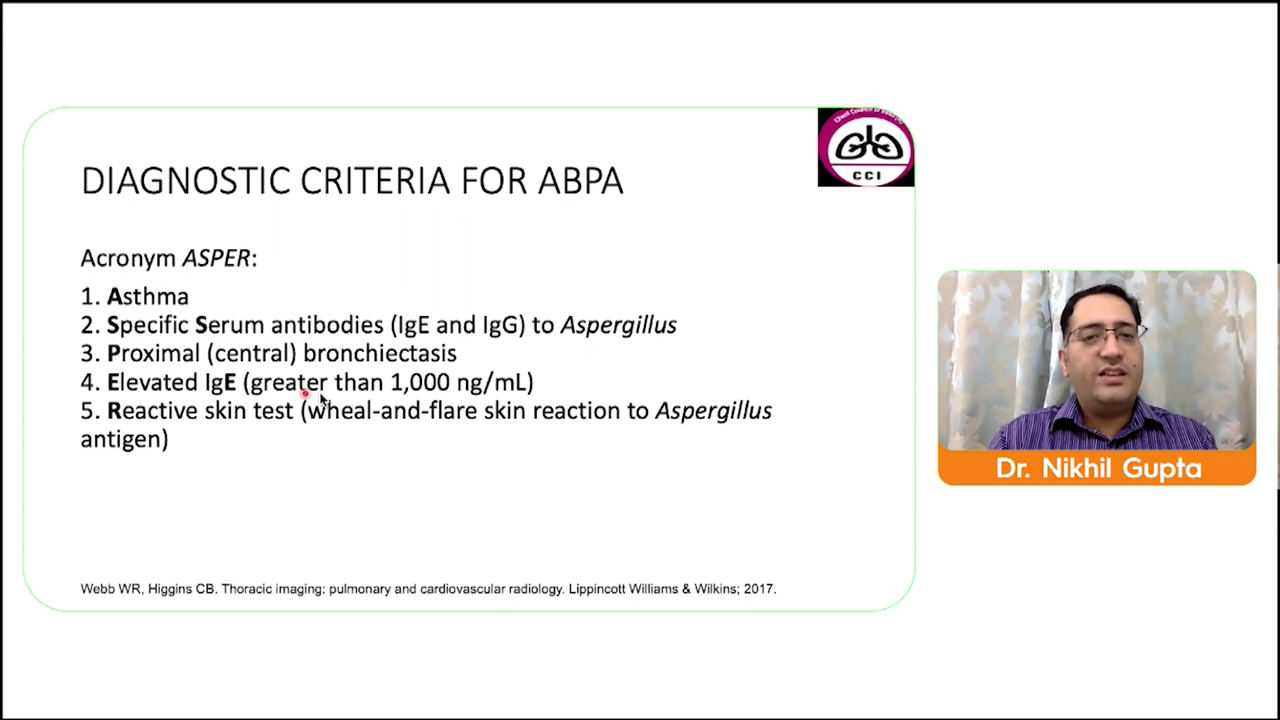 DIAGNOSTIC CRITERIA FOR ABPA
CCI
Acronym ASPER:
1. Asthma
2. Specific Serum antibodies (IgE and IgG) to Aspergillus
3. Proximal (central) bronchiectasis
4. Elevated IgE (greater than 1,000 ng/mL)
5. Reactive skin test (wheal-and-flare skin reaction to Aspergillus
antigen)
Webb WR, Higgins CB. Thoracic imaging: pulmonary and cardiovascular radiology. Lippincott Williams & Wilkins; 2017.
Dr. Nikhil Gupta